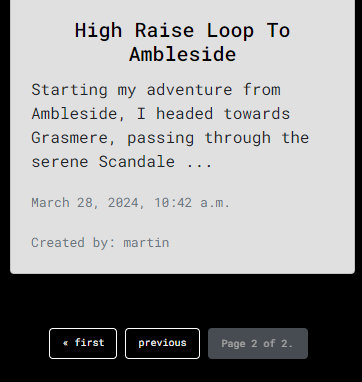 High Raise Loop To
Ambleside
Starting my adventure from
Ambleside, I headed towards
Grasmere, passing through the
serene Scandale ...
March 28, 2024, 10:42 a.m.
Created by: martin
« first
previous
Page 2 of 2.